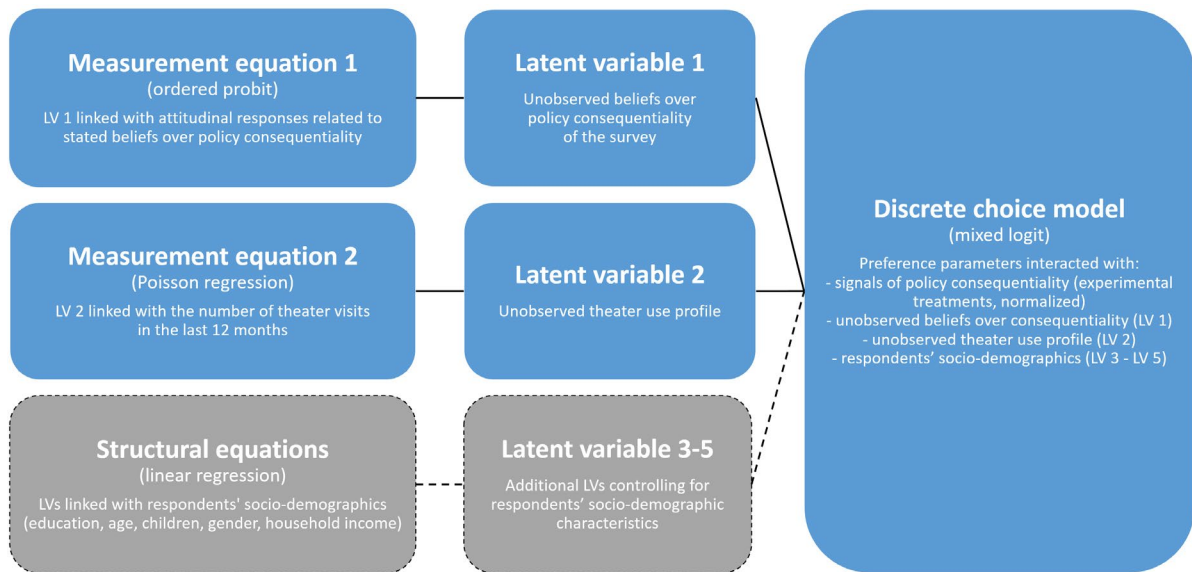 Measurement equation 1
(ordered probit)
LV 1 linked with attitudinal responses related to
stated beliefs over policy consequentiality
Latent variable 1
Unobserved beliefs over
policy consequentiality
of the survey
Measurement equation 2
(Poisson regression)
LV 2 linked with the number of theater visits
in the last 12 months
Latent variable 2
Unobserved theater use profile
Structural equations
(linear regression)
LVs linked with respondents' socio-demographics
(education, age, children, gender, household income)
Latent variable 3-5
Additional LVs controlling for
respondents’ socio-demographic
characteristics
Discrete choice model
(mixed logit)
Preference parameters interacted with:
- signals of policy consequentiality (experimental
treatments, normalized)
- unobserved beliefs over consequentiality (LV 1)
- unobserved theater use profile (LV 2)
- respondents’ socio-demographics (LV 3 - LV 5)